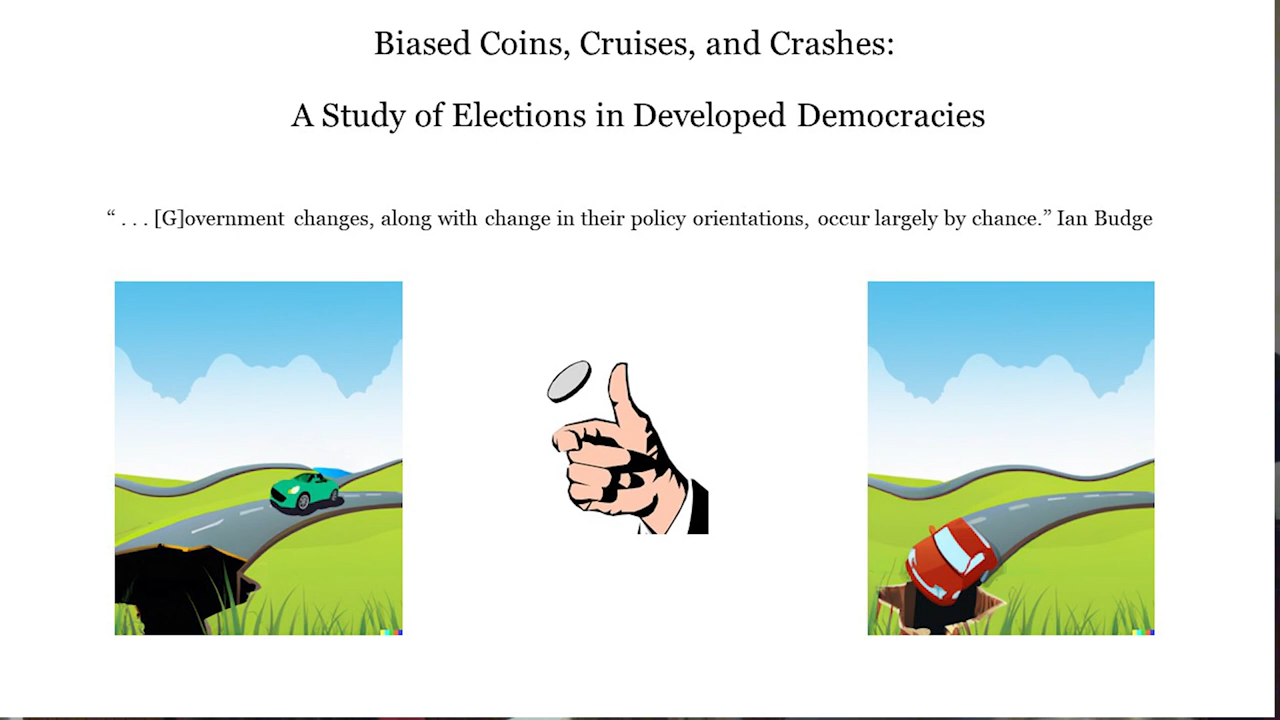 Biased Coins, Cruises, and Crashes:
A Study of Elections in Developed Democracies
“ . . . [G]overnment changes, along with change in their policy orientations, occur largely by chance.” Ian Budge